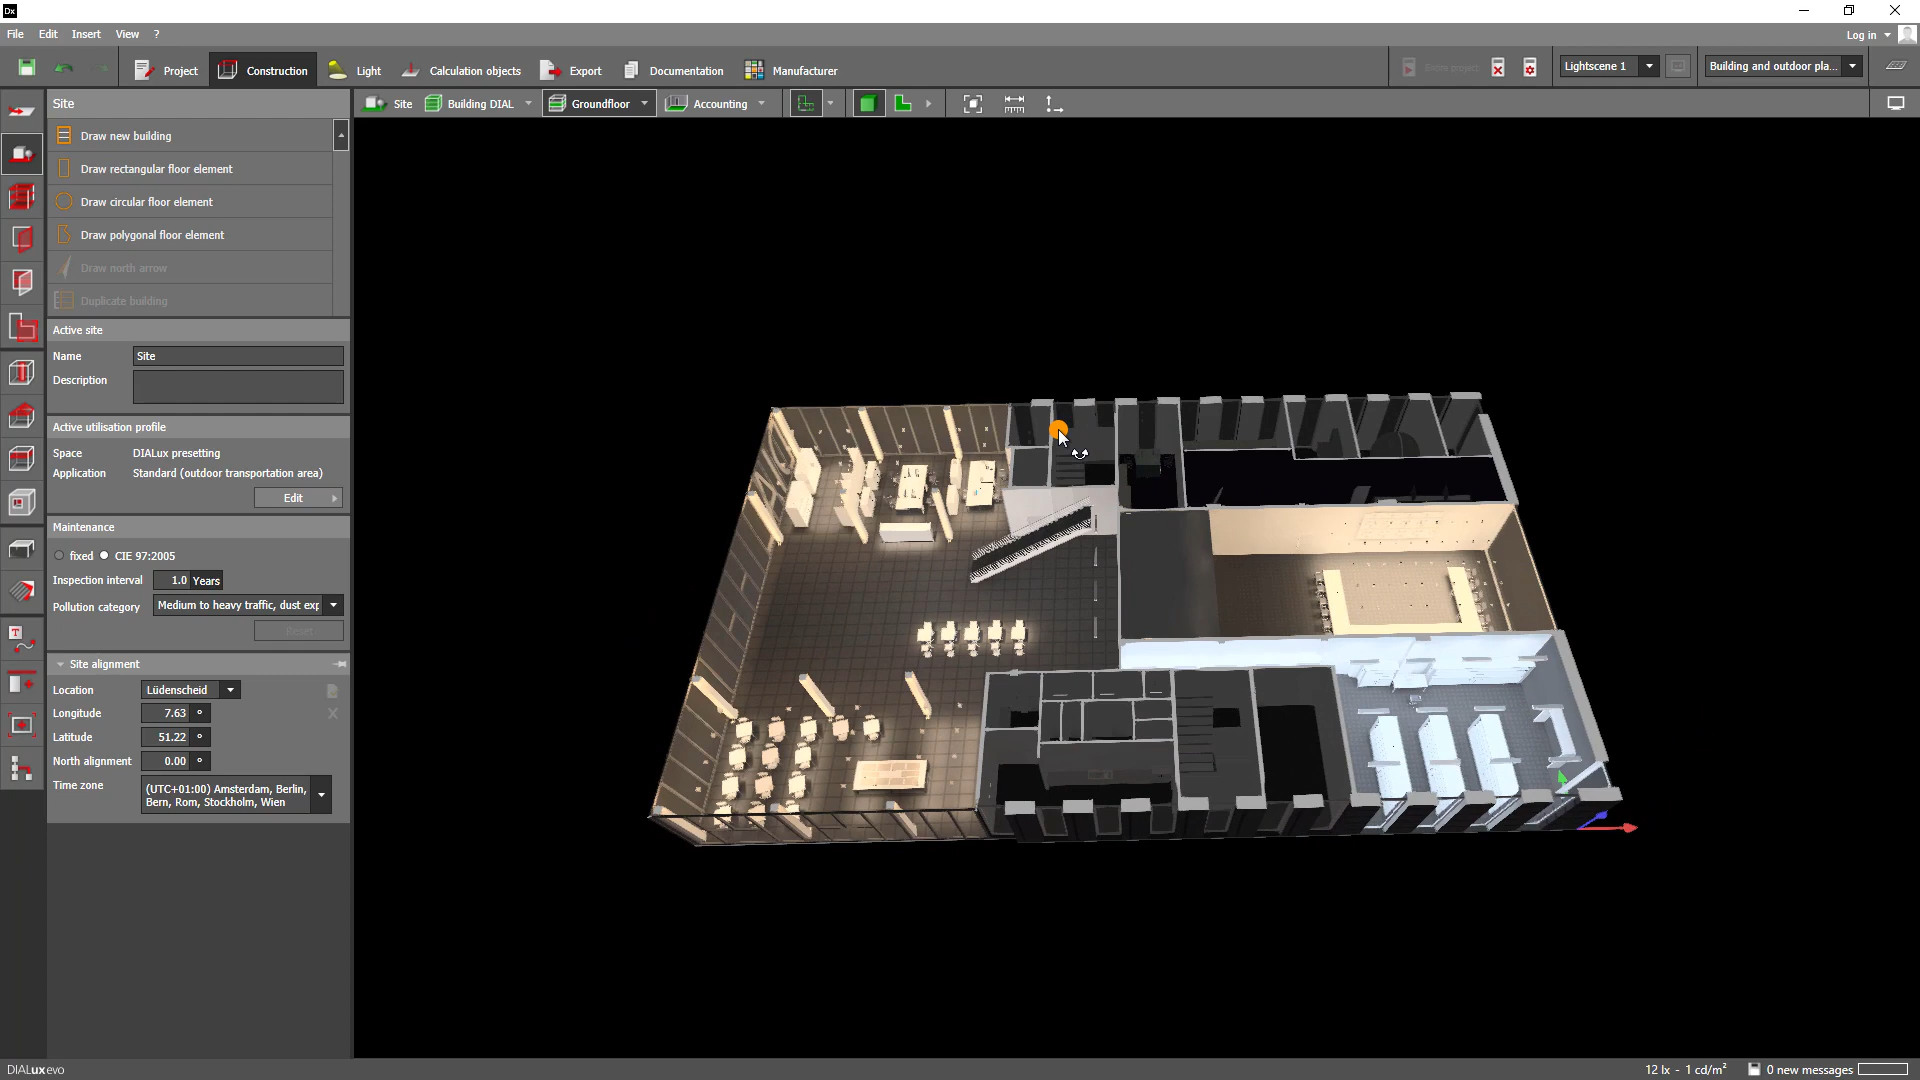 Dx
File Edit Insert View ?
Log in
Project Construction Light Calculation objects Export Documentation Manufacturer
Entire project
Lightscene 1
Building and outdoor pla...
Site
Site Building DIAL Groundfloor Accounting
Draw new building
Draw rectangular floor element
Draw circular floor element
Draw polygonal floor element
Draw north arrow
Duplicate building
Active site
Name Site
Description
Active utilisation profile
Space DIALux presetting
Application Standard (outdoor transportation area)
Edit
Maintenance
fixed CIE 97:2005
Inspection interval 1.0 Years
Pollution category Medium to heavy traffic, dust exp
Reset
Site alignment
Location Lüdenscheid
Longitude 7.63 °
Latitude 51.22 °
North alignment 0.00 °
Time zone (UTC+01:00) Amsterdam, Berlin,
Bern, Rom, Stockholm, Wien
DIALux evo
12 lx - 1 cd/m²
0 new messages